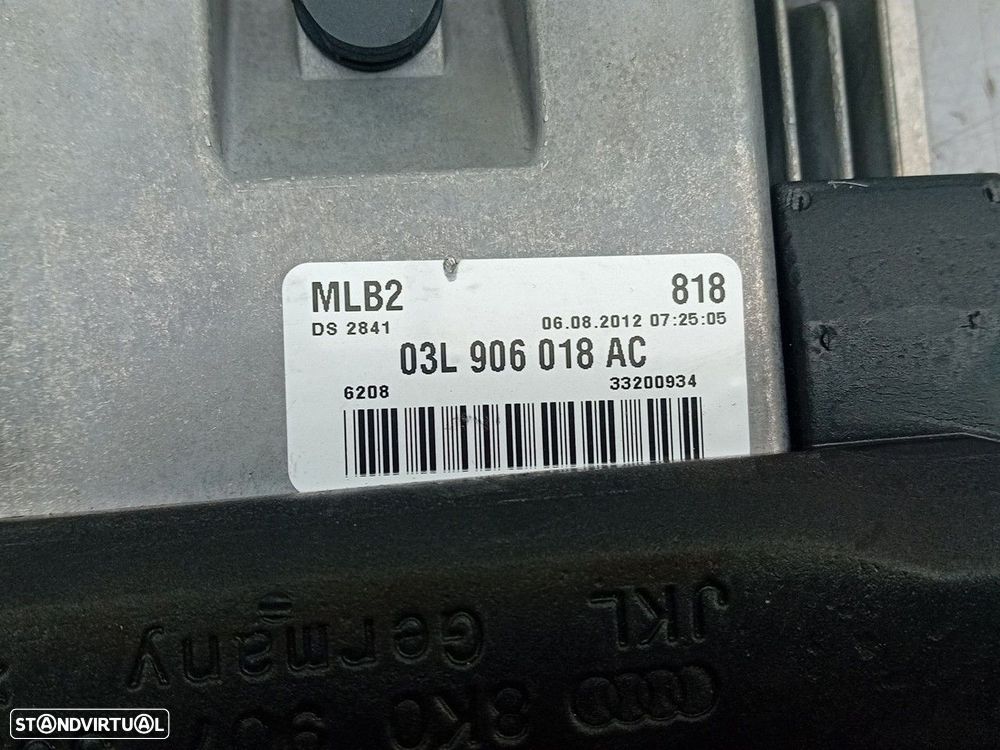 MLB2 818
DS 2841 06.08.2012 07:25:05
03L 906 018 AC
6208 33200934
JKL
Germany
8K0
STANDVIRTUAL